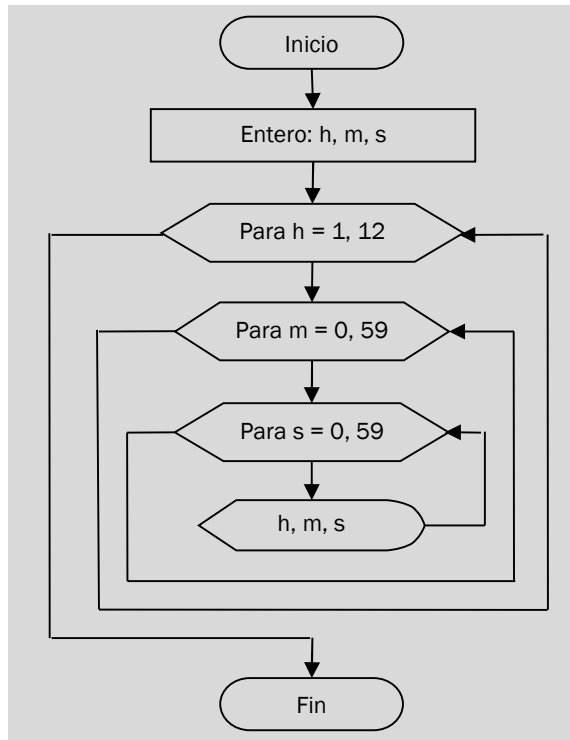 Inicio
Entero: h, m, s
Para h = 1, 12
Para m = 0, 59
Para s = 0, 59
h, m, s
Fin